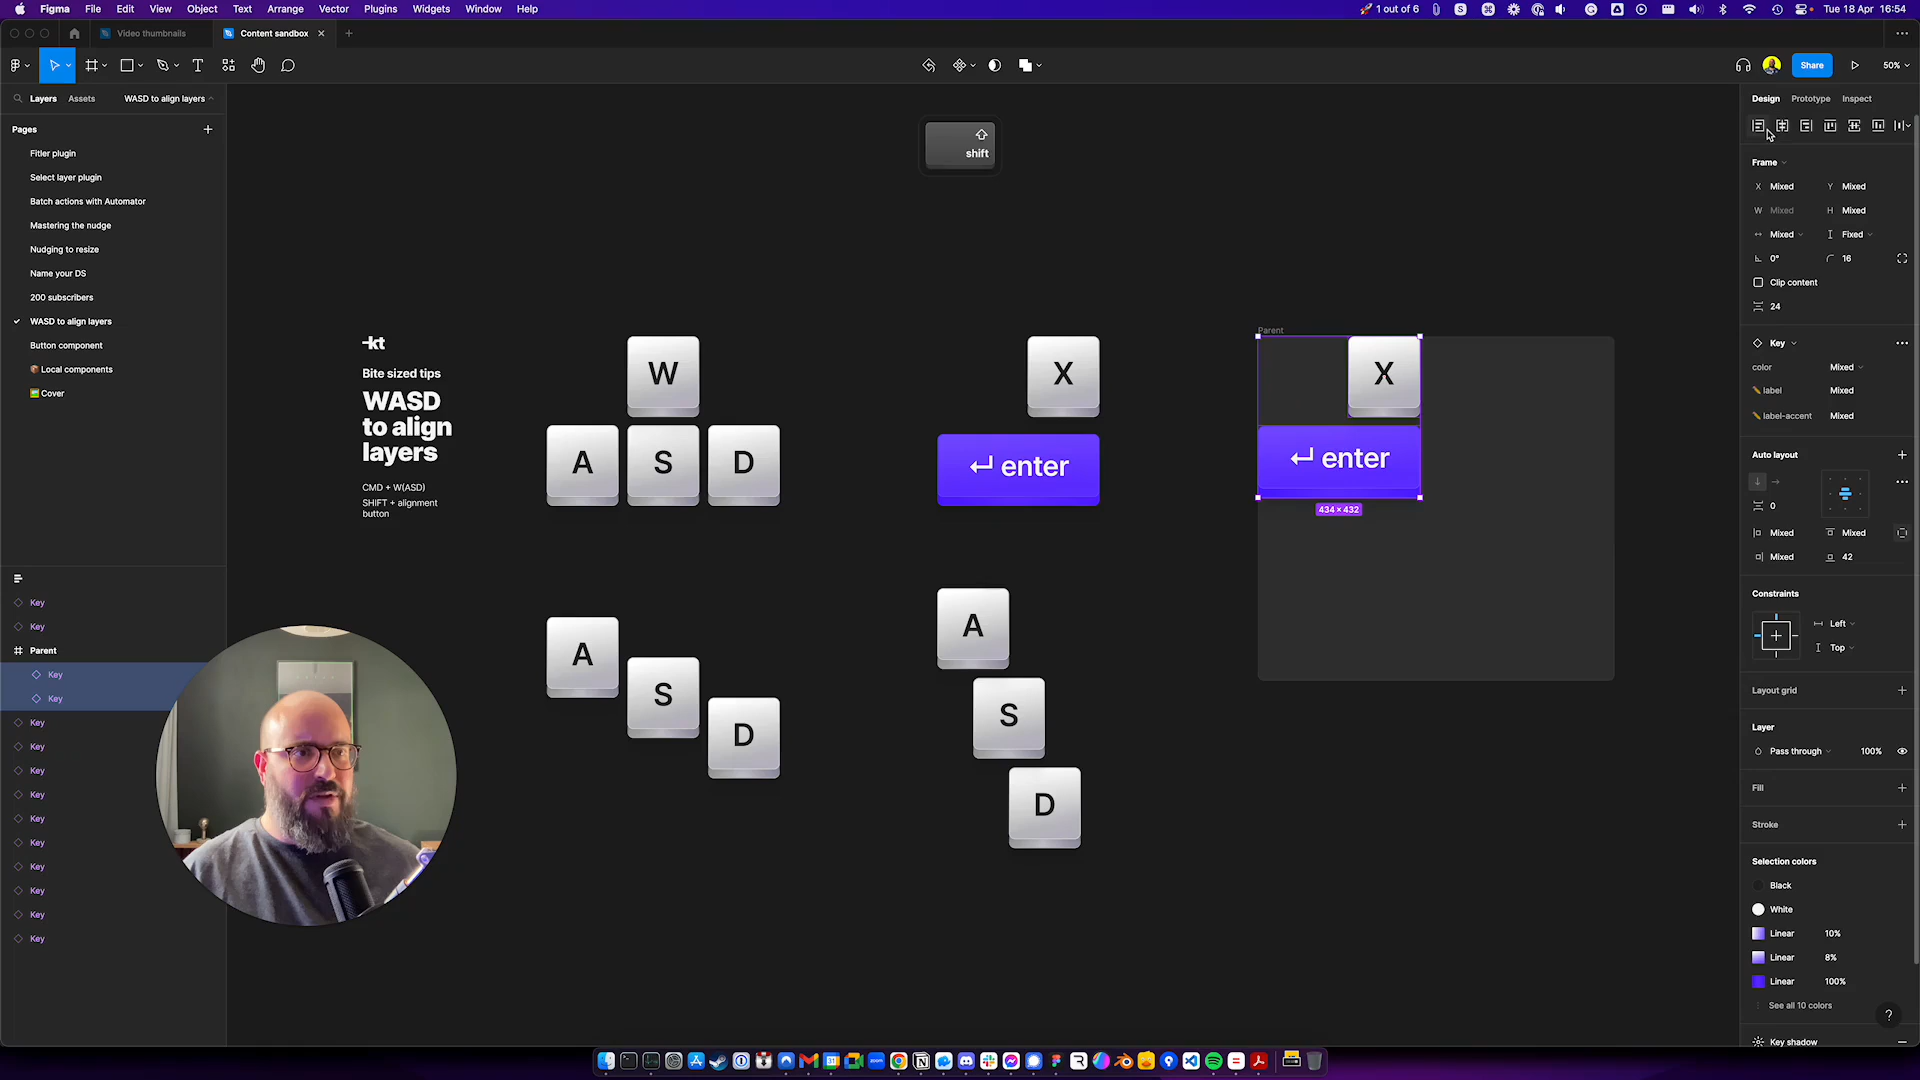 Figma File Edit View Object Text Arrange Vector Plugins Widgets Window Help
1 out of 6
Tue 18 Apr 16:54
Video thumbnails
Content sandbox
Share
50%
Layers Assets
WASD to align layers
Pages
Fitler plugin
Select layer plugin
Batch actions with Automator
Mastering the nudge
Nudging to resize
Name your DS
200 subscribers
WASD to align layers
Button component
Local components
Cover
Key
Key
Parent
Key
Key
Key
Key
Key
Key
Key
Key
Key
Key
Key
Key
shift
-kt
Bite sized tips
WASD
to align
layers
CMD + W(ASD)
SHIFT + alignment
button
W
A S D
X
enter
Parent
X
enter
434 × 432
A
S
D
A
S
D
Design Prototype Inspect
Frame
X Mixed Y Mixed
W Mixed H Mixed
Mixed Fixed
0° 16
Clip content
24
Key
color Mixed
label Mixed
label-accent Mixed
Auto layout
0
Mixed Mixed
Mixed 42
Constraints
Left
Top
Layout grid
Layer
Pass through 100%
Fill
Stroke
Selection colors
Black
White
Linear 10%
Linear 8%
Linear 100%
See all 10 colors
?
Key shadow